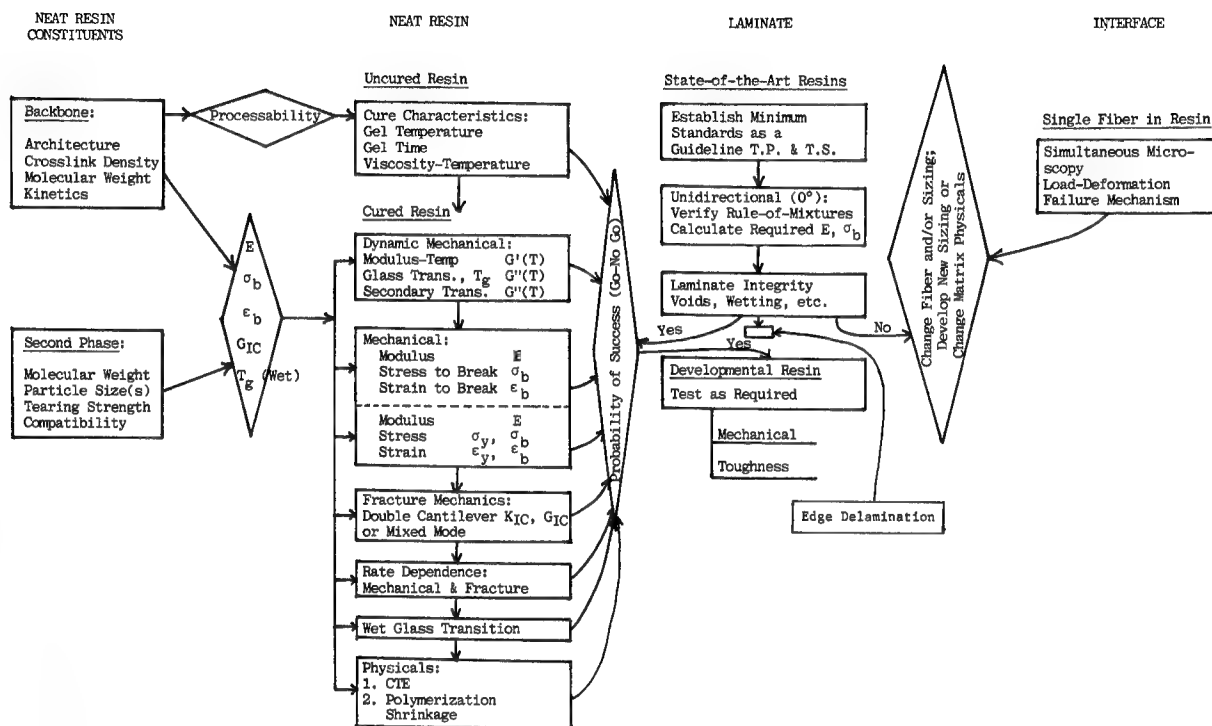 NEAT RESIN
CONSTITUENTS
NEAT RESIN
LAMINATE
INTERFACE
Backbone:
Architecture
Crosslink Density
Molecular Weight
Kinetics
Second Phase:
Molecular Weight
Particle Size(s)
Tearing Strength
Compatibility
Processability
E
σb
εb
GIC
Tg (Wet)
Uncured Resin
Cure Characteristics:
Gel Temperature
Gel Time
Viscosity-Temperature
Cured Resin
Dynamic Mechanical:
Modulus-Temp G'(T)
Glass Trans., Tg G"(T)
Secondary Trans. G"(T)
Mechanical:
Modulus E
Stress to Break σb
Strain to Break εb
Modulus E
Stress σy, σb
Strain εy, εb
Fracture Mechanics:
Double Cantilever KIC, GIC
or Mixed Mode
Rate Dependence:
Mechanical & Fracture
Wet Glass Transition
Physicals:
1. CTE
2. Polymerization
Shrinkage
Probability of Success (Go-No Go)
State-of-the-Art Resins
Establish Minimum
Standards as a
Guideline T.P. & T.S.
Unidirectional (0°):
Verify Rule-of-Mixtures
Calculate Required E, σb
Laminate Integrity
Voids, Wetting, etc.
Yes
No
Yes
Developmental Resin
Test as Required
Mechanical
Toughness
Edge Delamination
Change Fiber and/or Sizing;
Develop New Sizing or
Change Matrix Physicals
Single Fiber in Resin
Simultaneous Micro-
scopy
Load-Deformation
Failure Mechanism